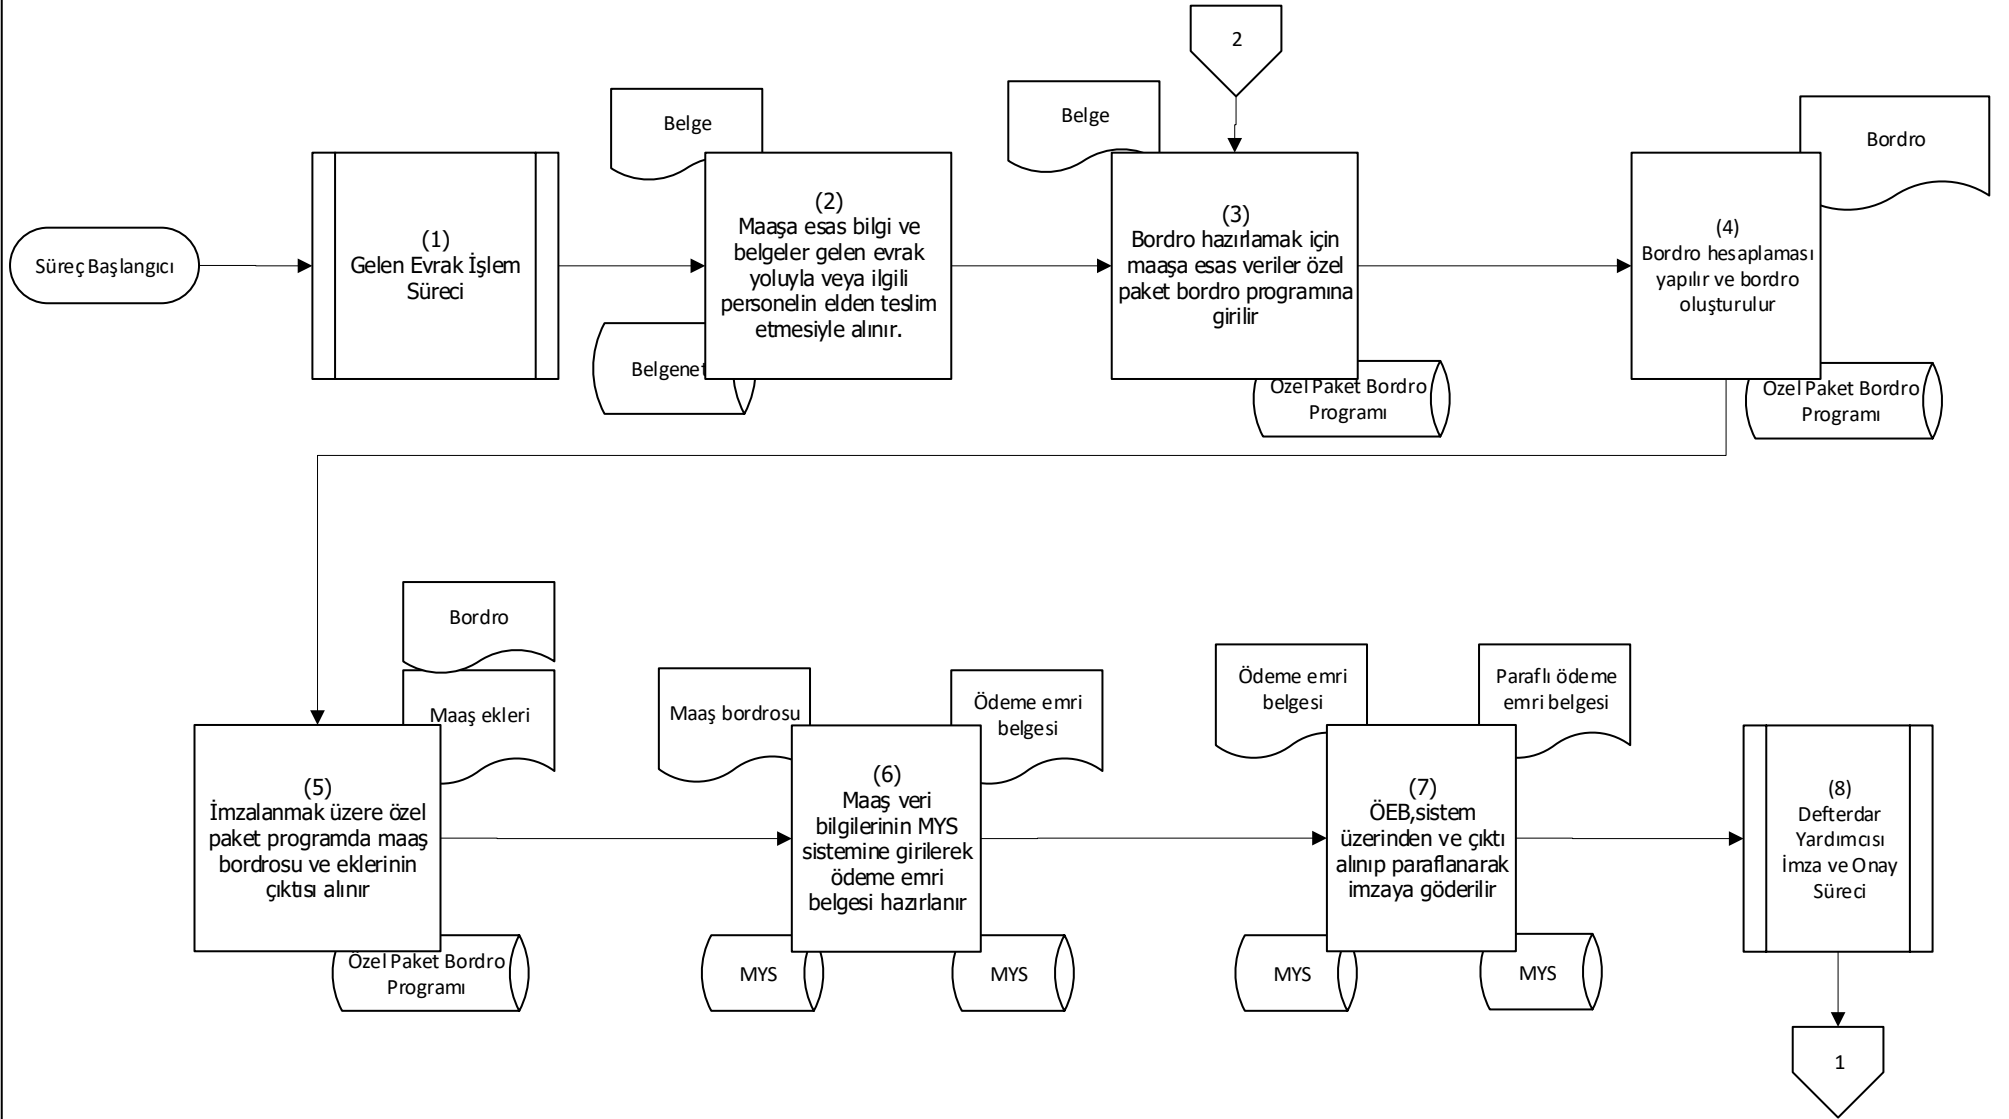 2
Belge
Belge
Bordro
Süreç Başlangıcı
(1)
Gelen Evrak İşlem
Süreci
(2)
Maaşa esas bilgi ve
belgeler gelen evrak
yoluyla veya ilgili
personelin elden teslim
etmesiyle alınır.
Belgenet
(3)
Bordro hazırlamak için
maaşa esas veriler özel
paket bordro programına
girilir
Özel Paket Bordro
Programı
(4)
Bordro hesaplaması
yapılır ve bordro
oluşturulur
Özel Paket Bordro
Programı
Bordro
Maaş ekleri
(5)
İmzalanmak üzere özel
paket programda maaş
bordrosu ve eklerinin
çıktısı alınır
Özel Paket Bordro
Programı
Maaş bordrosu
Ödeme emri
belgesi
(6)
Maaş veri
bilgilerinin MYS
sistemine girilerek
ödeme emri
belgesi hazırlanır
MYS
MYS
Ödeme emri
belgesi
Paraflı ödeme
emri belgesi
(7)
ÖEB,sistem
üzerinden ve çıktı
alınıp paraflanarak
imzaya göderilir
MYS
MYS
(8)
Defterdar
Yardımcısı
İmza ve Onay
Süreci
1